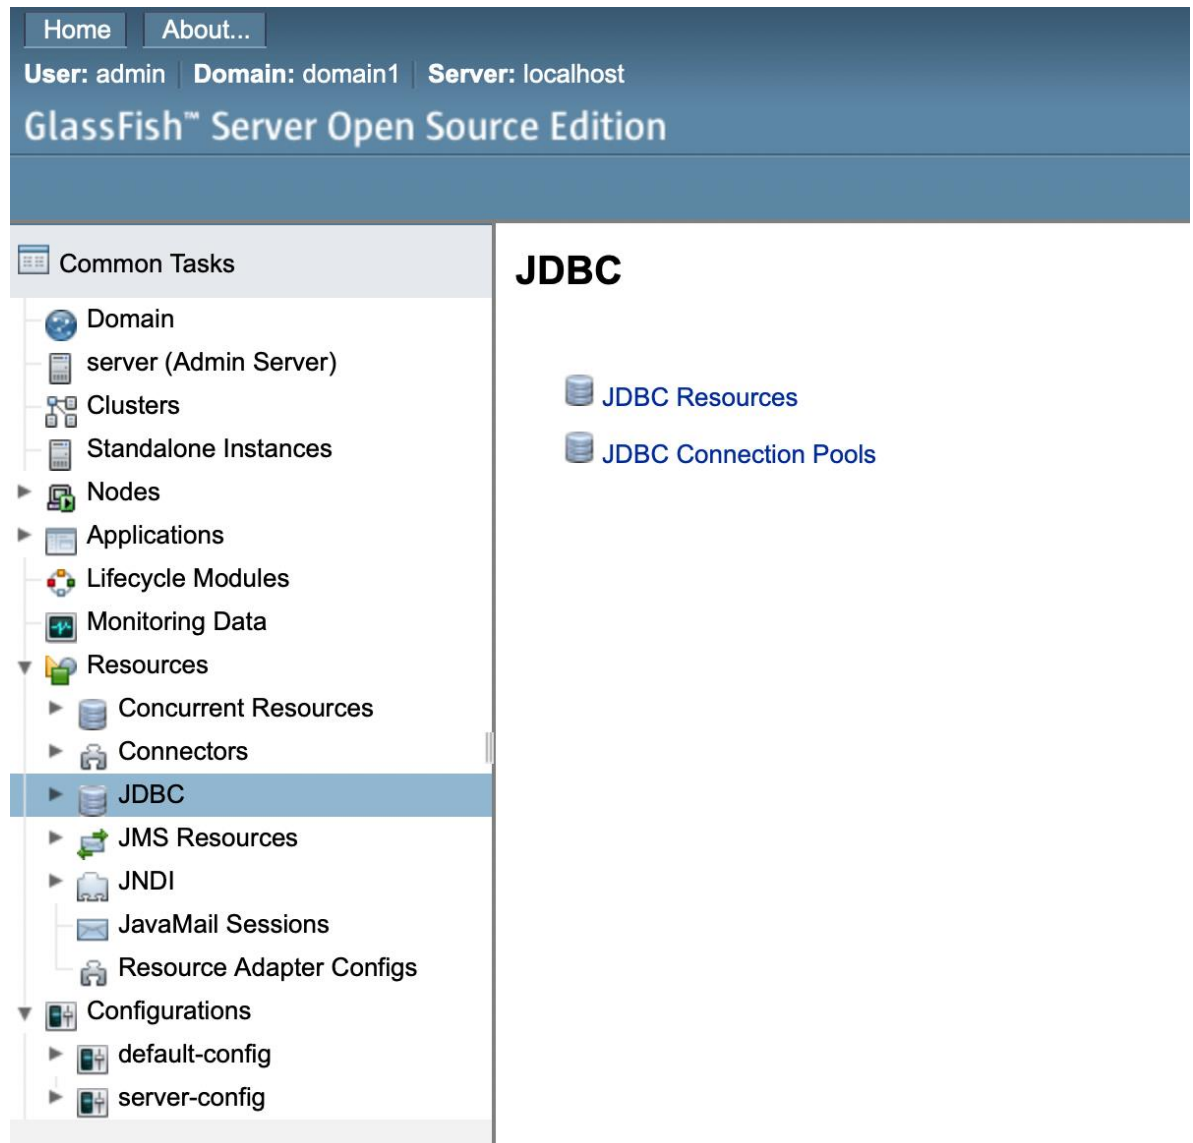 Home About...
User: admin Domain: domain1 Server: localhost
GlassFish™ Server Open Source Edition
Common Tasks
Domain
server (Admin Server)
Clusters
Standalone Instances
Nodes
Applications
Lifecycle Modules
Monitoring Data
Resources
Concurrent Resources
Connectors
JDBC
JMS Resources
JNDI
JavaMail Sessions
Resource Adapter Configs
Configurations
default-config
server-config
JDBC
JDBC Resources
JDBC Connection Pools